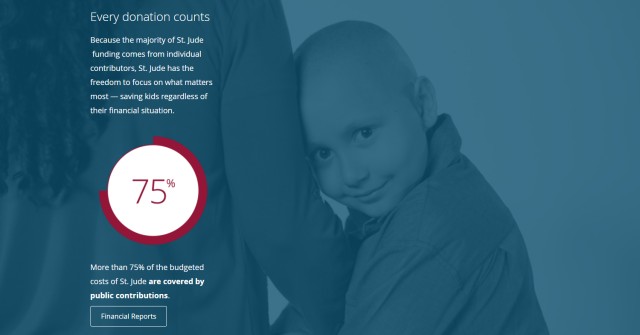 Every donation counts
Because the majority of St. Jude
funding comes from individual
contributors, St. Jude has the
freedom to focus on what matters
most — saving kids regardless of
their financial situation.
75%
More than 75% of the budgeted
costs of St. Jude are covered by
public contributions.
Financial Reports